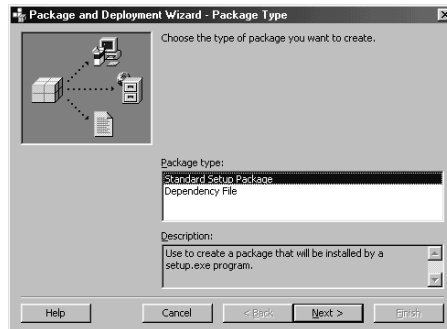 Package and Deployment Wizard - Package Type
Choose the type of package you want to create.
Package type:
Standard Setup Package
Dependency File
Description:
Use to create a package that will be installed by a
setup.exe program.
Help
Cancel
< Back
Next >
Finish